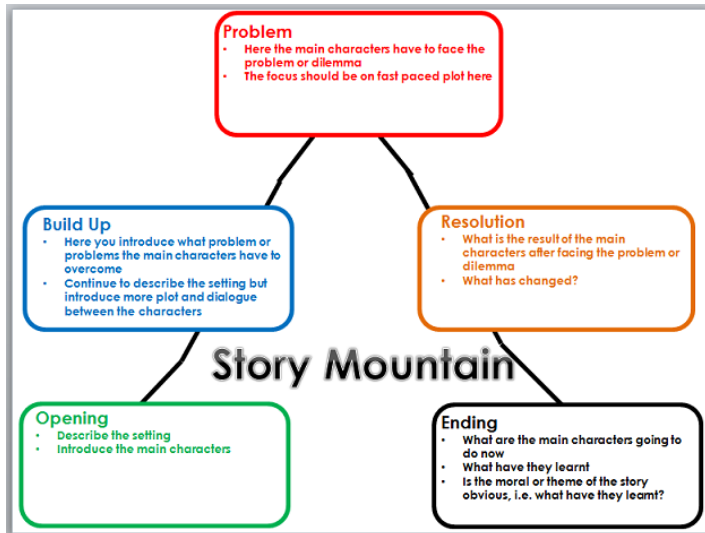 Problem
• Here the main characters have to face the
problem or dilemma
• The focus should be on fast paced plot here
Build Up
• Here you introduce what problem or
problems the main characters have to
overcome
• Continue to describe the setting but
introduce more plot and dialogue
between the characters
Resolution
• What is the result of the main
characters after facing the problem or
dilemma
• What has changed?
Story Mountain
Opening
• Describe the setting
• Introduce the main characters
Ending
• What are the main characters going to
do now
• What have they learnt
• Is the moral or theme of the story
obvious, i.e. what have they learnt?